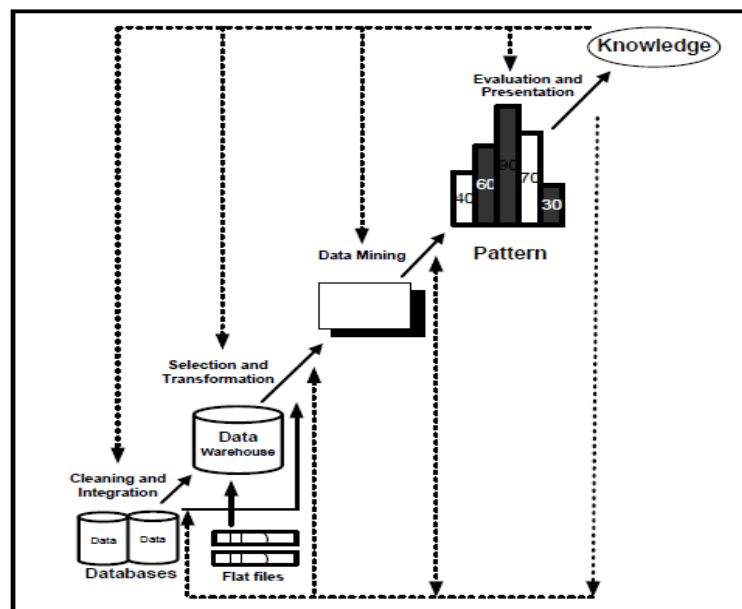 Knowledge
Evaluation and
Presentation
40
60
90
70
30
Pattern
Data Mining
Selection and
Transformation
Data
Warehouse
Cleaning and
Integration
Data
Data
Databases
Flat files